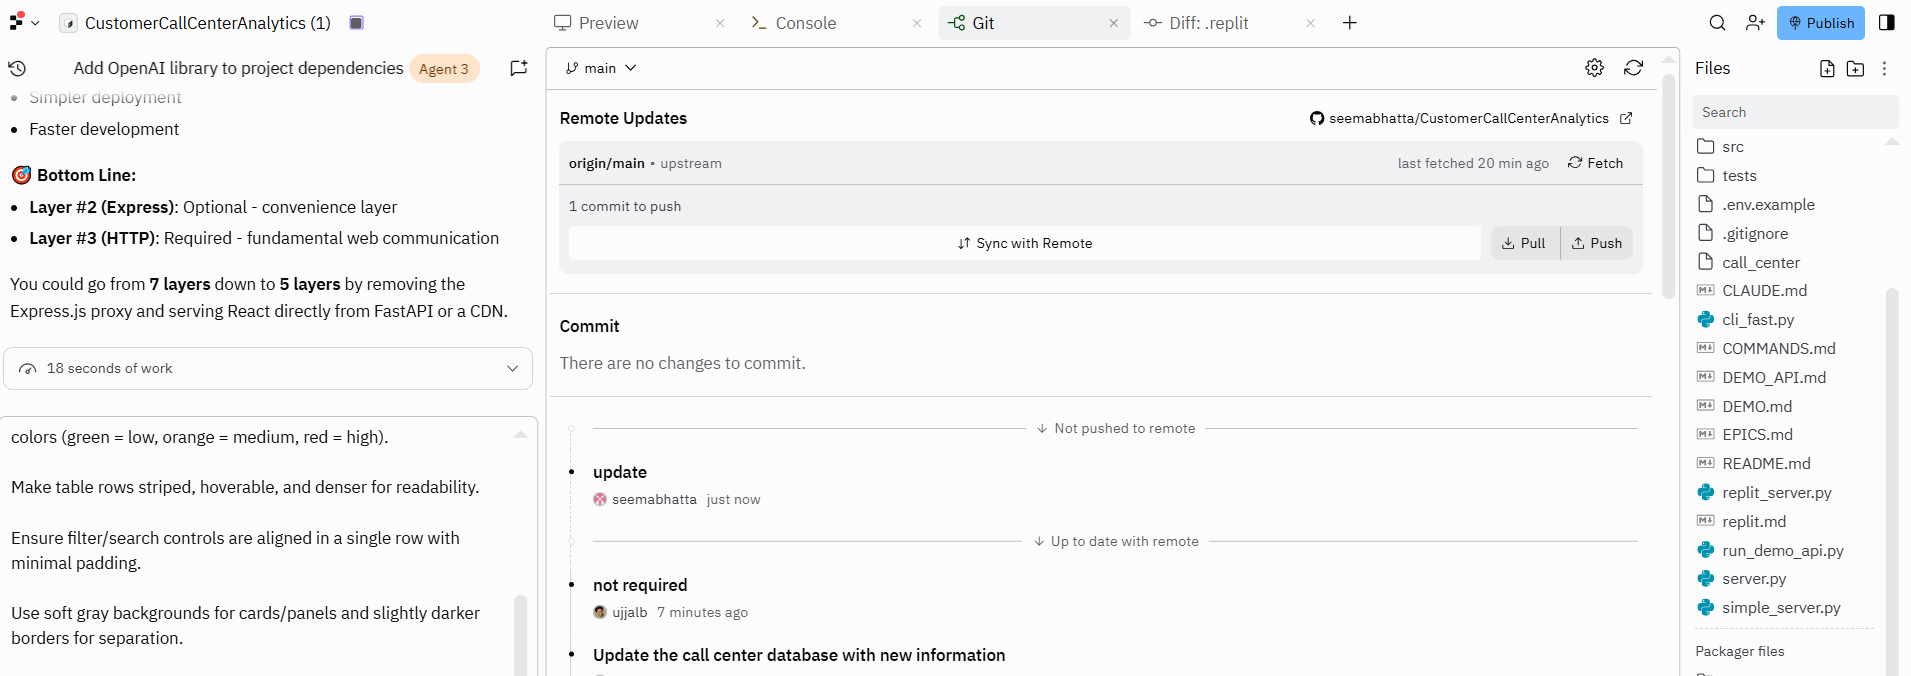 CustomerCallCenterAnalytics (1)
Preview
Console
Git
Diff: .replit
Publish
Add OpenAI library to project dependencies
Agent 3
Simpler deployment
Faster development
Bottom Line:
Layer #2 (Express): Optional - convenience layer
Layer #3 (HTTP): Required - fundamental web communication
You could go from 7 layers down to 5 layers by removing the
Express.js proxy and serving React directly from FastAPI or a CDN.
18 seconds of work
colors (green = low, orange = medium, red = high).
Make table rows striped, hoverable, and denser for readability.
Ensure filter/search controls are aligned in a single row with
minimal padding.
Use soft gray backgrounds for cards/panels and slightly darker
borders for separation.
main
Remote Updates
seemabhatta/CustomerCallCenterAnalytics
origin/main • upstream
last fetched 20 min ago
Fetch
1 commit to push
Sync with Remote
Pull
Push
Commit
There are no changes to commit.
Not pushed to remote
update
seemabhatta just now
Up to date with remote
not required
ujjalb 7 minutes ago
Update the call center database with new information
Files
Search
src
tests
.env.example
.gitignore
call_center
CLAUDE.md
cli_fast.py
COMMANDS.md
DEMO_API.md
DEMO.md
EPICS.md
README.md
replit_server.py
replit.md
run_demo_api.py
server.py
simple_server.py
Packager files